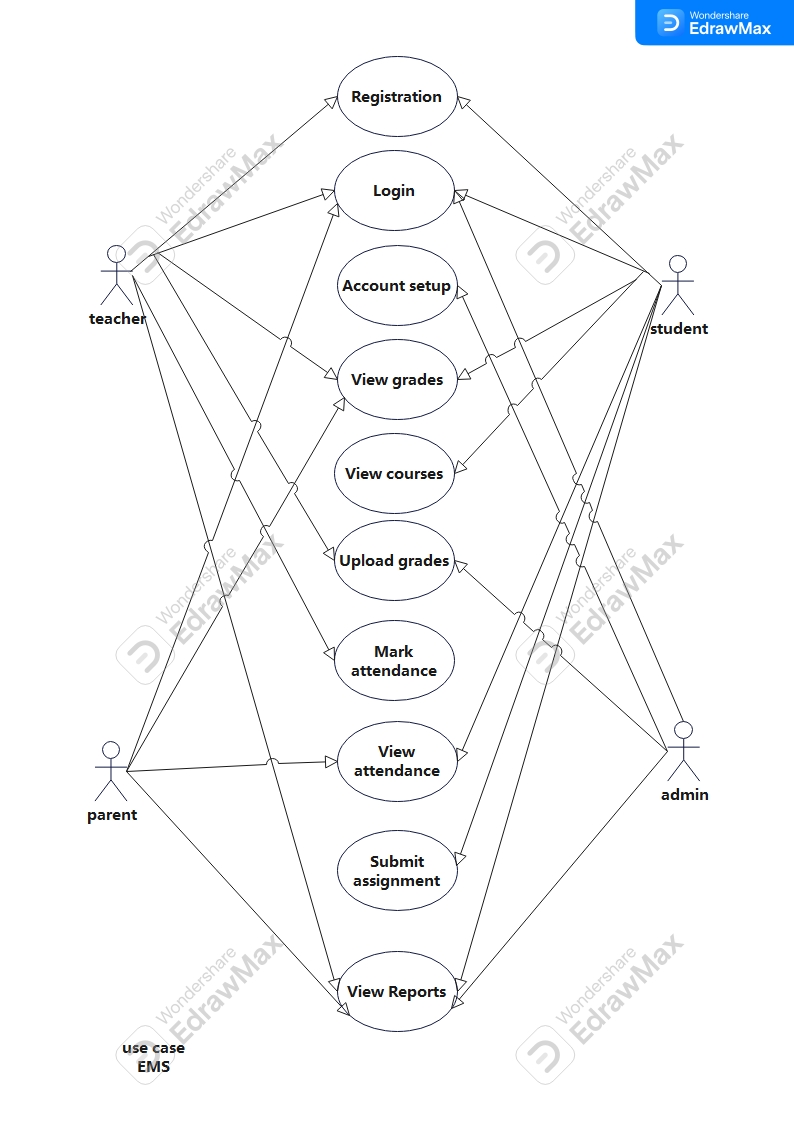 Wondershare
EdrawMax
Registration
Wondershare
EdrawMax
Wondershare
EdrawMax
Login
Account setup
teacher
student
View grades
View courses
Upload grades
Wondershare
EdrawMax
Wondershare
EdrawMax
Mark
attendance
View
attendance
parent
admin
Submit
assignment
Wondershare
EdrawMax
Wondershare
EdrawMax
View Reports
use case
EMS